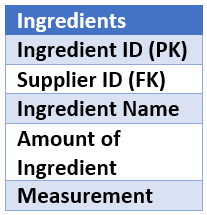 Ingredients
Ingredient ID (PK)
Supplier ID (FK)
Ingredient Name
Amount of
Ingredient
Measurement